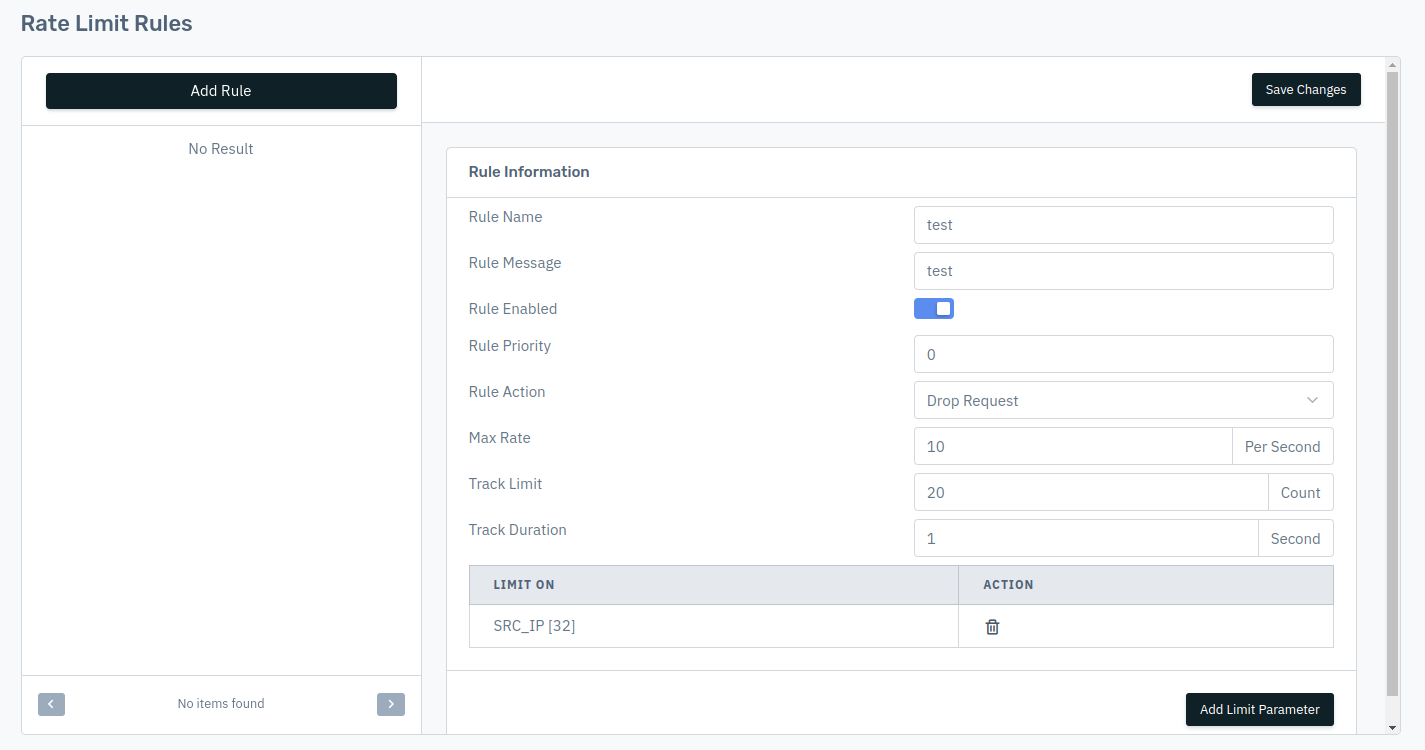 Rate Limit Rules
Add Rule
Save Changes
No Result
Rule Information
Rule Name
test
Rule Message
test
Rule Enabled
Rule Priority
0
Rule Action
Drop Request
Max Rate
10
Per Second
Track Limit
20
Count
Track Duration
1
Second
LIMIT ON
ACTION
SRC_IP [32]
No items found
Add Limit Parameter